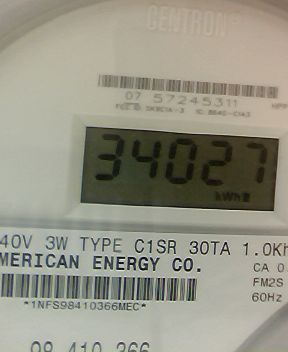 CENTRON®
07 57245311
34027
kWh
40V 3W TYPE C1SR 30TA 1.0Kh
MERICAN ENERGY CO.
CA 0.
FM2S
60Hz
*1NFS98410366MEC*
98 410 366